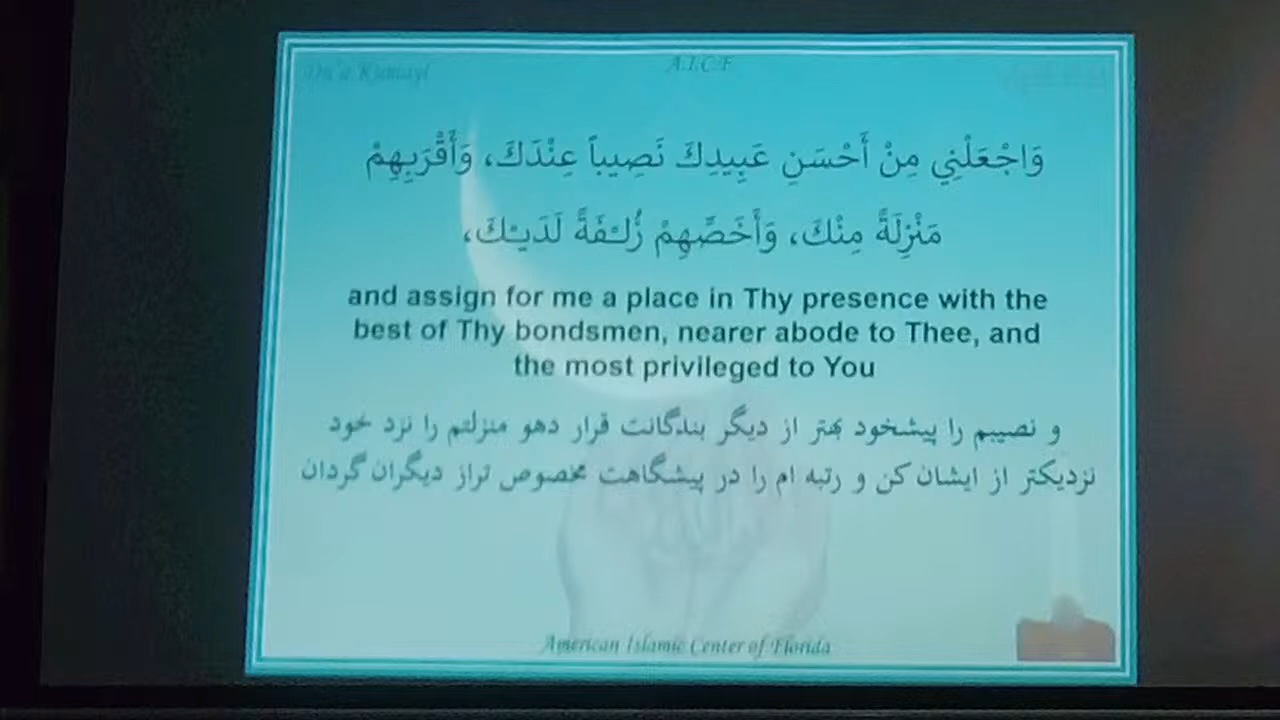 Du'a Kumayl
A.I.C.F
وَاجْعَلْنِي مِنْ أَحْسَنِ عَبِيدِكَ نَصِيباً عِنْدَكَ، وَأَقْرَبِهِمْ
مَنْزِلَةً مِنْكَ، وَأَخَصِّهِمْ زُلْفَةً لَدَيْكَ،
and assign for me a place in Thy presence with the
best of Thy bondsmen, nearer abode to Thee, and
the most privileged to You
و نصیبم را پیشخود بهتر از دیگر بندگانت قرار دهو منزلتم را نزد خود
نزدیکتر از ایشان کن و رتبه ام را در پیشگاهت مخصوص تراز دیگران گردان
American Islamic Center of Florida